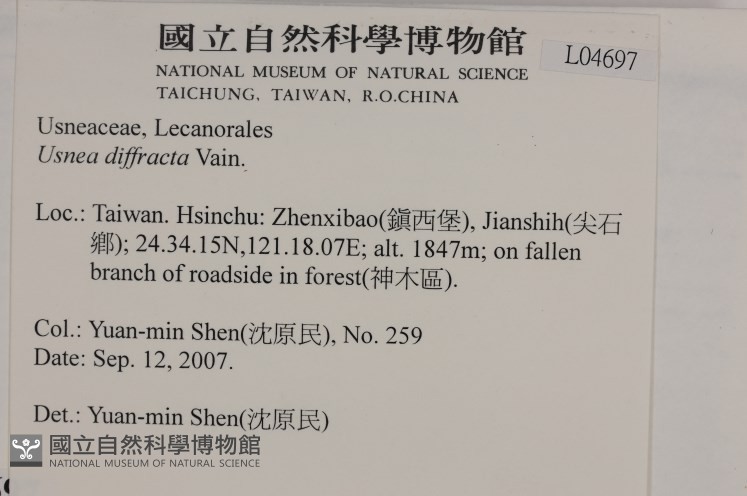 國立自然科學博物館
NATIONAL MUSEUM OF NATURAL SCIENCE
TAICHUNG, TAIWAN, R.O.CHINA
L04697
Usneaceae, Lecanorales
Usnea diffracta Vain.
Loc.: Taiwan. Hsinchu: Zhenxibao(鎮西堡), Jianshih(尖石
鄉); 24.34.15N,121.18.07E; alt. 1847m; on fallen
branch of roadside in forest(神木區).
Col.: Yuan-min Shen(沈原民), No. 259
Date: Sep. 12, 2007.
Det.: Yuan-min Shen(沈原民)
國立自然科學博物館
NATIONAL MUSEUM OF NATURAL SCIENCE